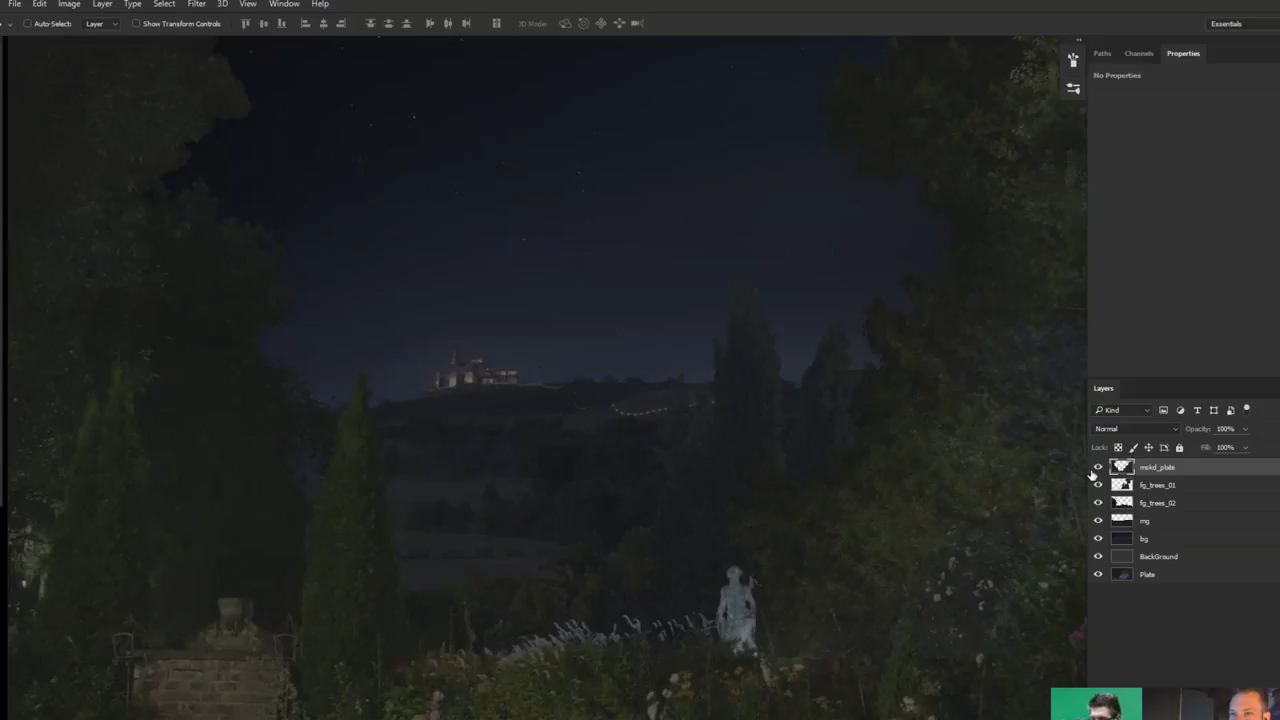 File Edit Image Layer Type Select Filter 3D View Window Help
Auto-Select: Layer Show Transform Controls 3D Mode: Essentials
Paths Channels Properties
No Properties
Layers
Kind
Normal Opacity: 100%
Lock: Fill: 100%
mskd_plate
fg_trees_01
fg_trees_02
mg
bg
BackGround
Plate